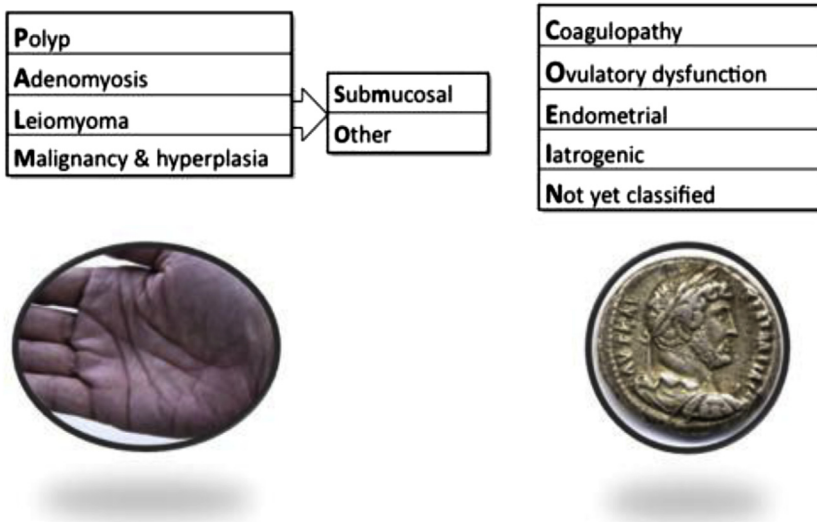 Polyp
Adenomyosis
Leiomyoma
Malignancy & hyperplasia
Submucosal
Other
Coagulopathy
Ovulatory dysfunction
Endometrial
Iatrogenic
Not yet classified